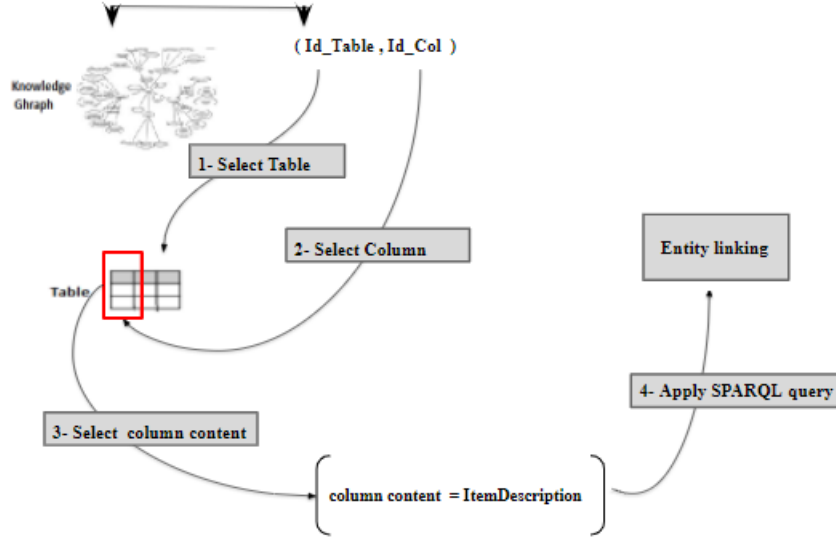 ( Id_Table , Id_Col )
Knowledge
Ghraph
1- Select Table
2- Select Column
Entity linking
Table
4- Apply SPARQL query
3- Select column content
column content = ItemDescription